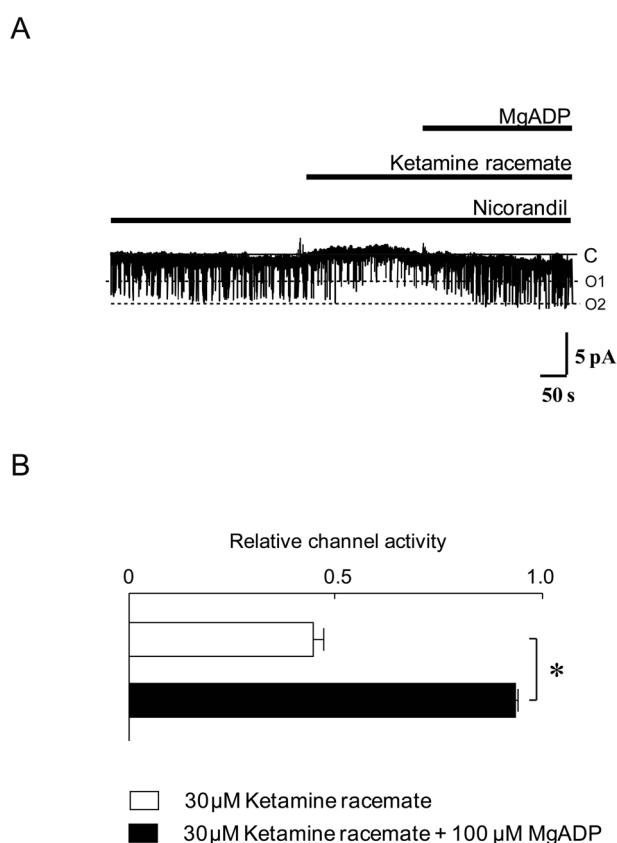 A
MgADP
Ketamine racemate
Nicorandil
C
O1
O2
5 pA
50 s
B
Relative channel activity
0 0.5 1.0
*
30 µM Ketamine racemate
30 µM Ketamine racemate + 100 µM MgADP